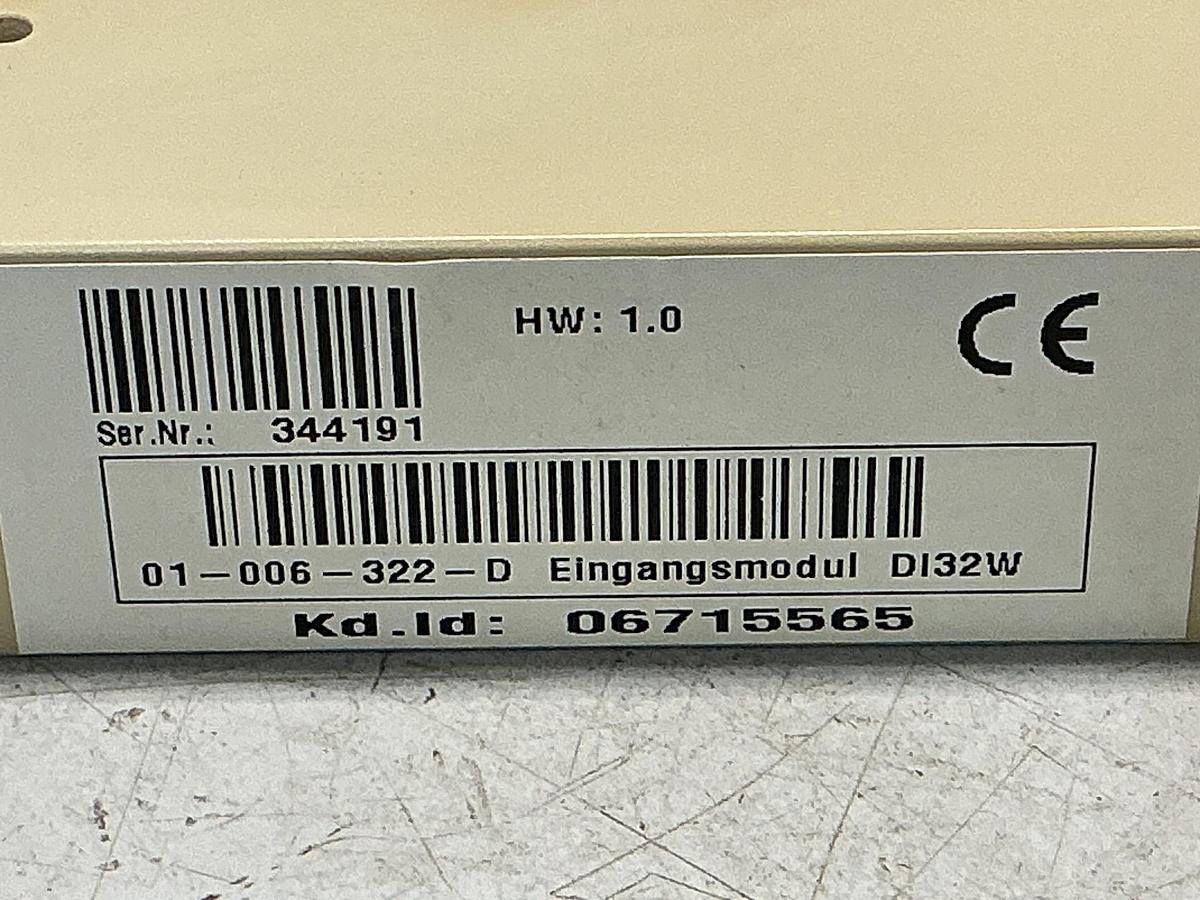 HW: 1.0
CE
Ser.Nr.: 344191
01-006-322-D Eingangsmodul DI32W
Kd.Id: 06715565